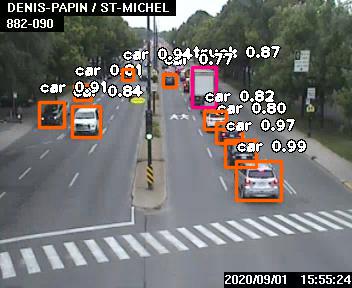 DENIS-PAPIN / ST-MICHEL
882-090
car 0.94
truck 0.87
car 0.77
car 0.91
car 0.91
car 0.84
car 0.82
car 0.80
car 0.97
car 0.99
2020/09/01 15:55:24